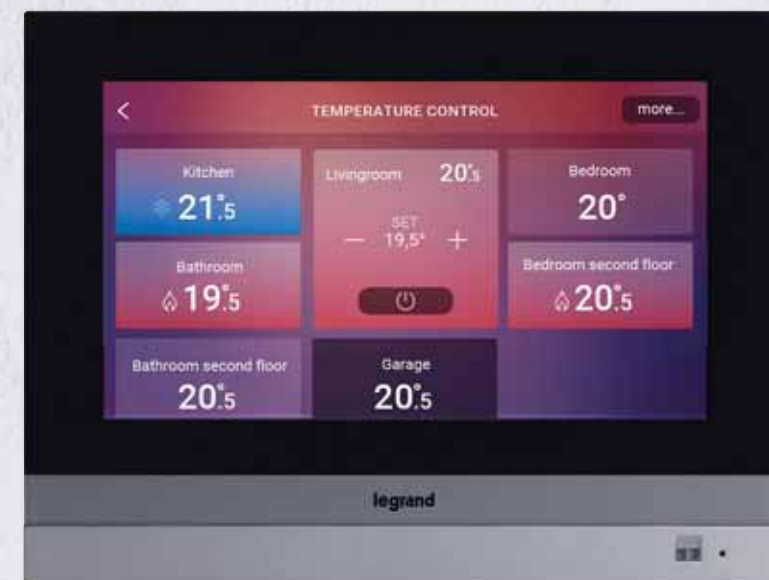 TEMPERATURE CONTROL
more...
Kitchen
21°.5
Livingroom 20°.5
SET
19,5°
Bedroom
20°
Bathroom
19°.5
Bedroom second floor
20°.5
Bathroom second floor
20°.5
Garage
20°.5
legrand